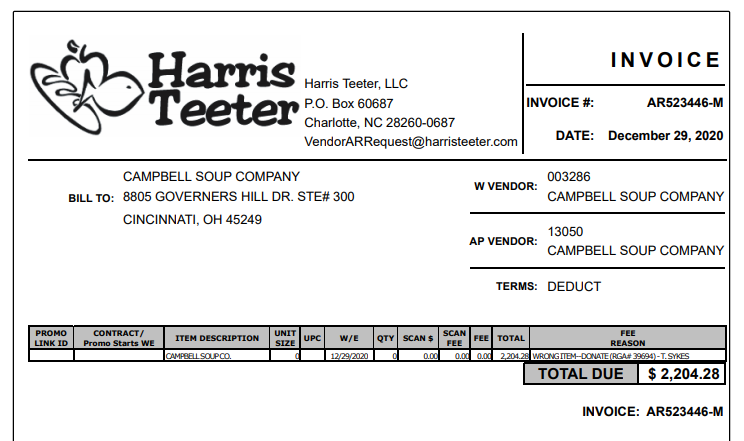 Harris Teeter
Harris Teeter, LLC
P.O. Box 60687
Charlotte, NC 28260-0687
VendorARRequest@harristeeter.com
INVOICE
INVOICE #: AR523446-M
DATE: December 29, 2020
BILL TO:
CAMPBELL SOUP COMPANY
8805 GOVERNERS HILL DR. STE# 300
CINCINNATI, OH 45249
W VENDOR: 003286
CAMPBELL SOUP COMPANY
AP VENDOR: 13050
CAMPBELL SOUP COMPANY
TERMS: DEDUCT
PROMO LINK ID CONTRACT/ Promo Starts WE ITEM DESCRIPTION UNIT SIZE UPC W/E QTY SCAN $ SCAN FEE FEE TOTAL FEE REASON
CAMPBELL SOUP CO. 0 12/29/2020 0 0.00 0.00 0.00 2,204.28 WRONG ITEM--DONATE (RGA# 39694) - T. SYKES
TOTAL DUE $ 2,204.28
INVOICE: AR523446-M